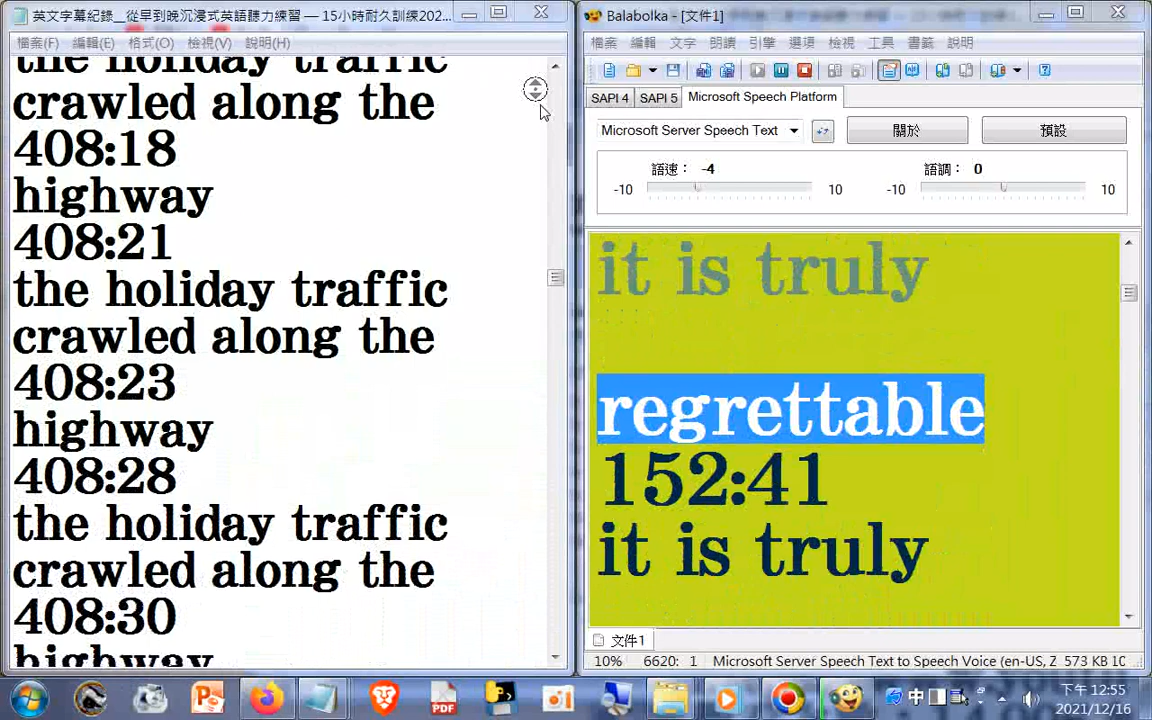 英文字幕紀錄__從早到晚沉浸式英語聽力練習 — 15小時耐久訓練202...
檔案(F) 編輯(E) 格式(O) 檢視(V) 說明(H)
the holiday traffic
crawled along the
408:18
highway
408:21
the holiday traffic
crawled along the
408:23
highway
408:28
the holiday traffic
crawled along the
408:30
highway
Balabolka - [文件1]
檔案 編輯 文字 朗讀 引擎 選項 檢視 工具 書籤 說明
SAPI 4 SAPI 5 Microsoft Speech Platform
Microsoft Server Speech Text 關於 預設
語速： -4 語調： 0
-10 10 -10 10
it is truly
regrettable
152:41
it is truly
文件1
10% 6620: 1 Microsoft Server Speech Text to Speech Voice (en-US, Z 573 KB 10
PDF
中
下午 12:55
2021/12/16